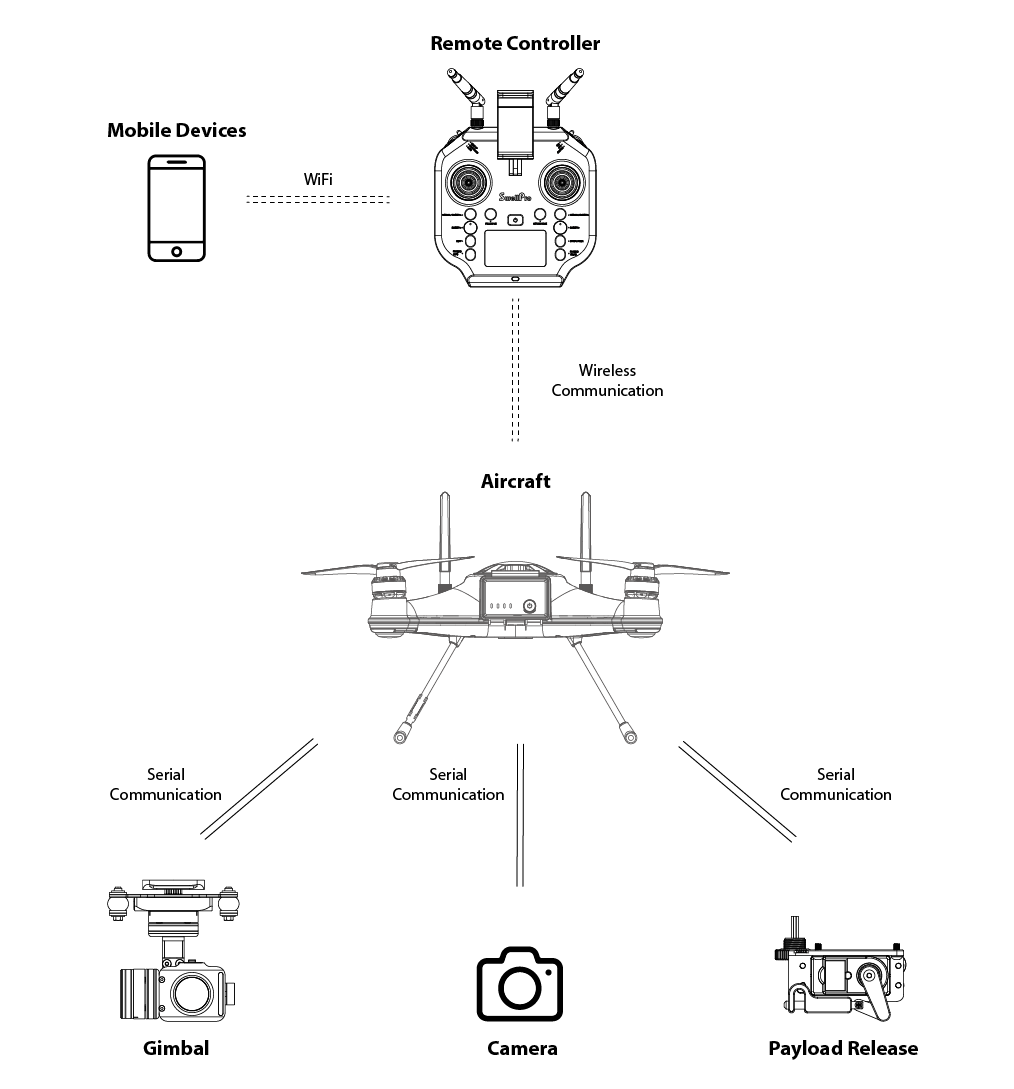 Remote Controller
Mobile Devices
WiFi
SwellPro
Wireless
Communication
Aircraft
Serial
Communication
Serial
Communication
Serial
Communication
Gimbal
Camera
Payload Release